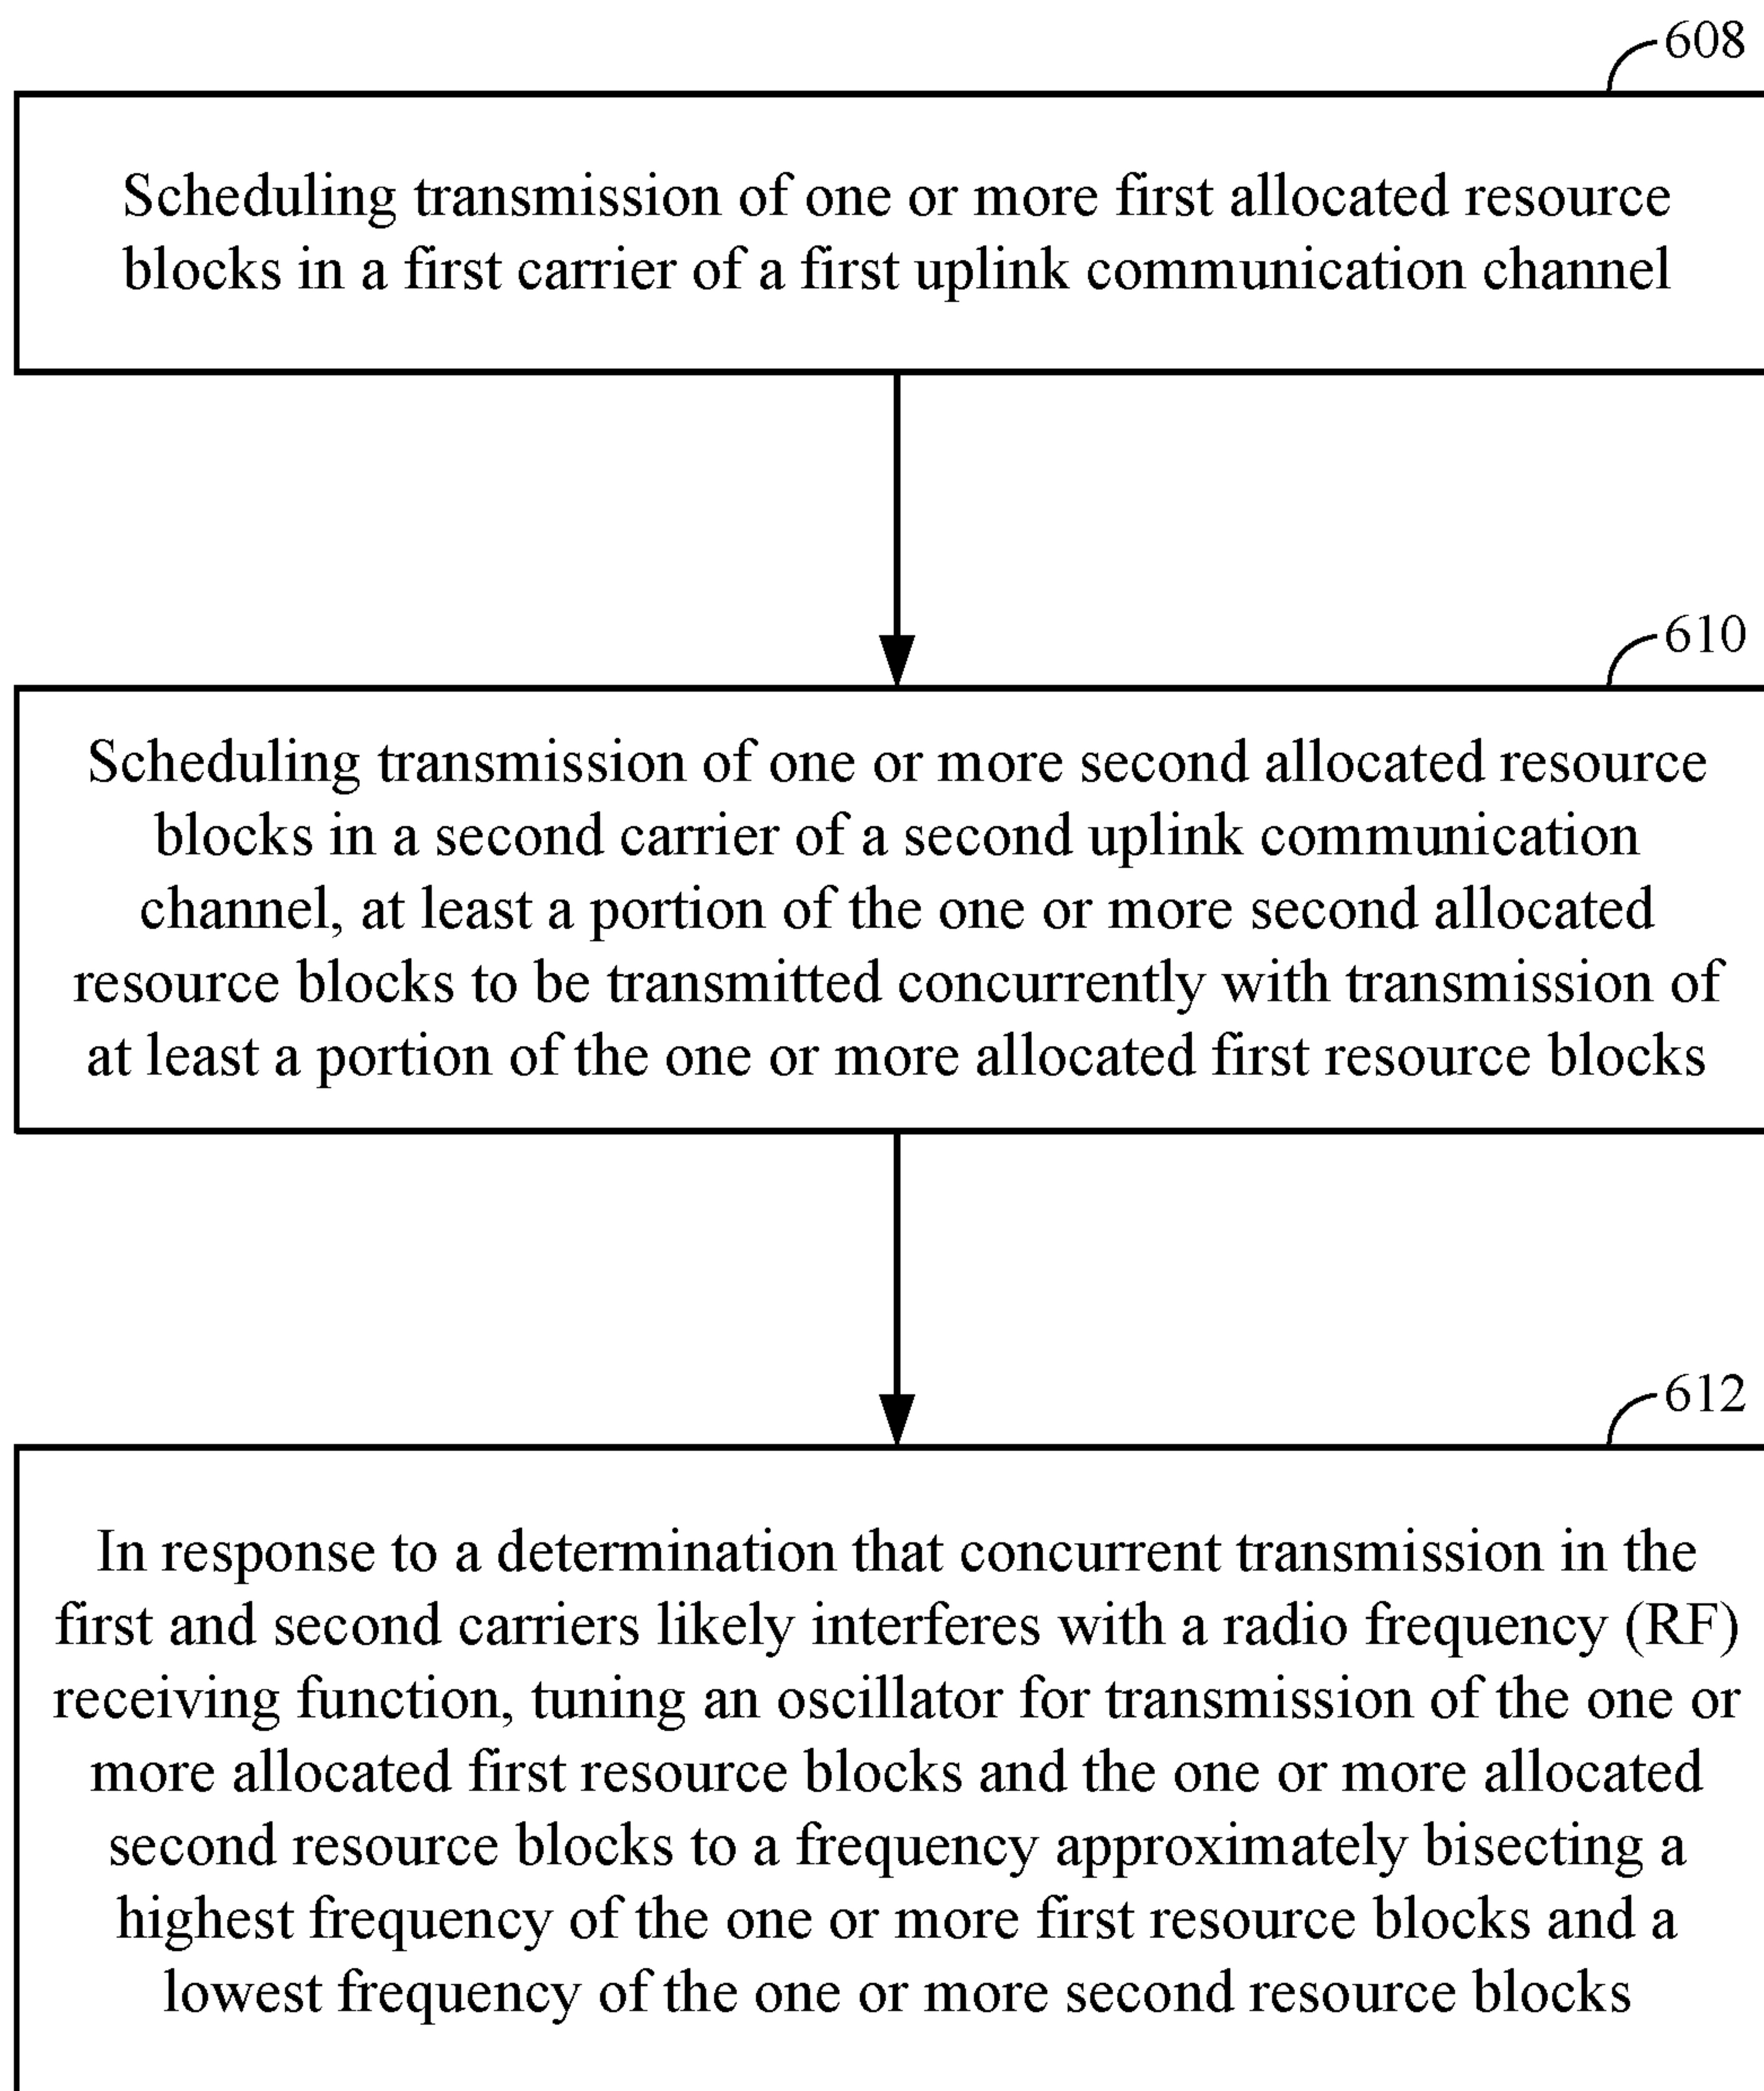 608
Scheduling transmission of one or more first allocated resource
blocks in a first carrier of a first uplink communication channel
610
Scheduling transmission of one or more second allocated resource
blocks in a second carrier of a second uplink communication
channel, at least a portion of the one or more second allocated
resource blocks to be transmitted concurrently with transmission of
at least a portion of the one or more allocated first resource blocks
612
In response to a determination that concurrent transmission in the
first and second carriers likely interferes with a radio frequency (RF)
receiving function, tuning an oscillator for transmission of the one or
more allocated first resource blocks and the one or more allocated
second resource blocks to a frequency approximately bisecting a
highest frequency of the one or more first resource blocks and a
lowest frequency of the one or more second resource blocks